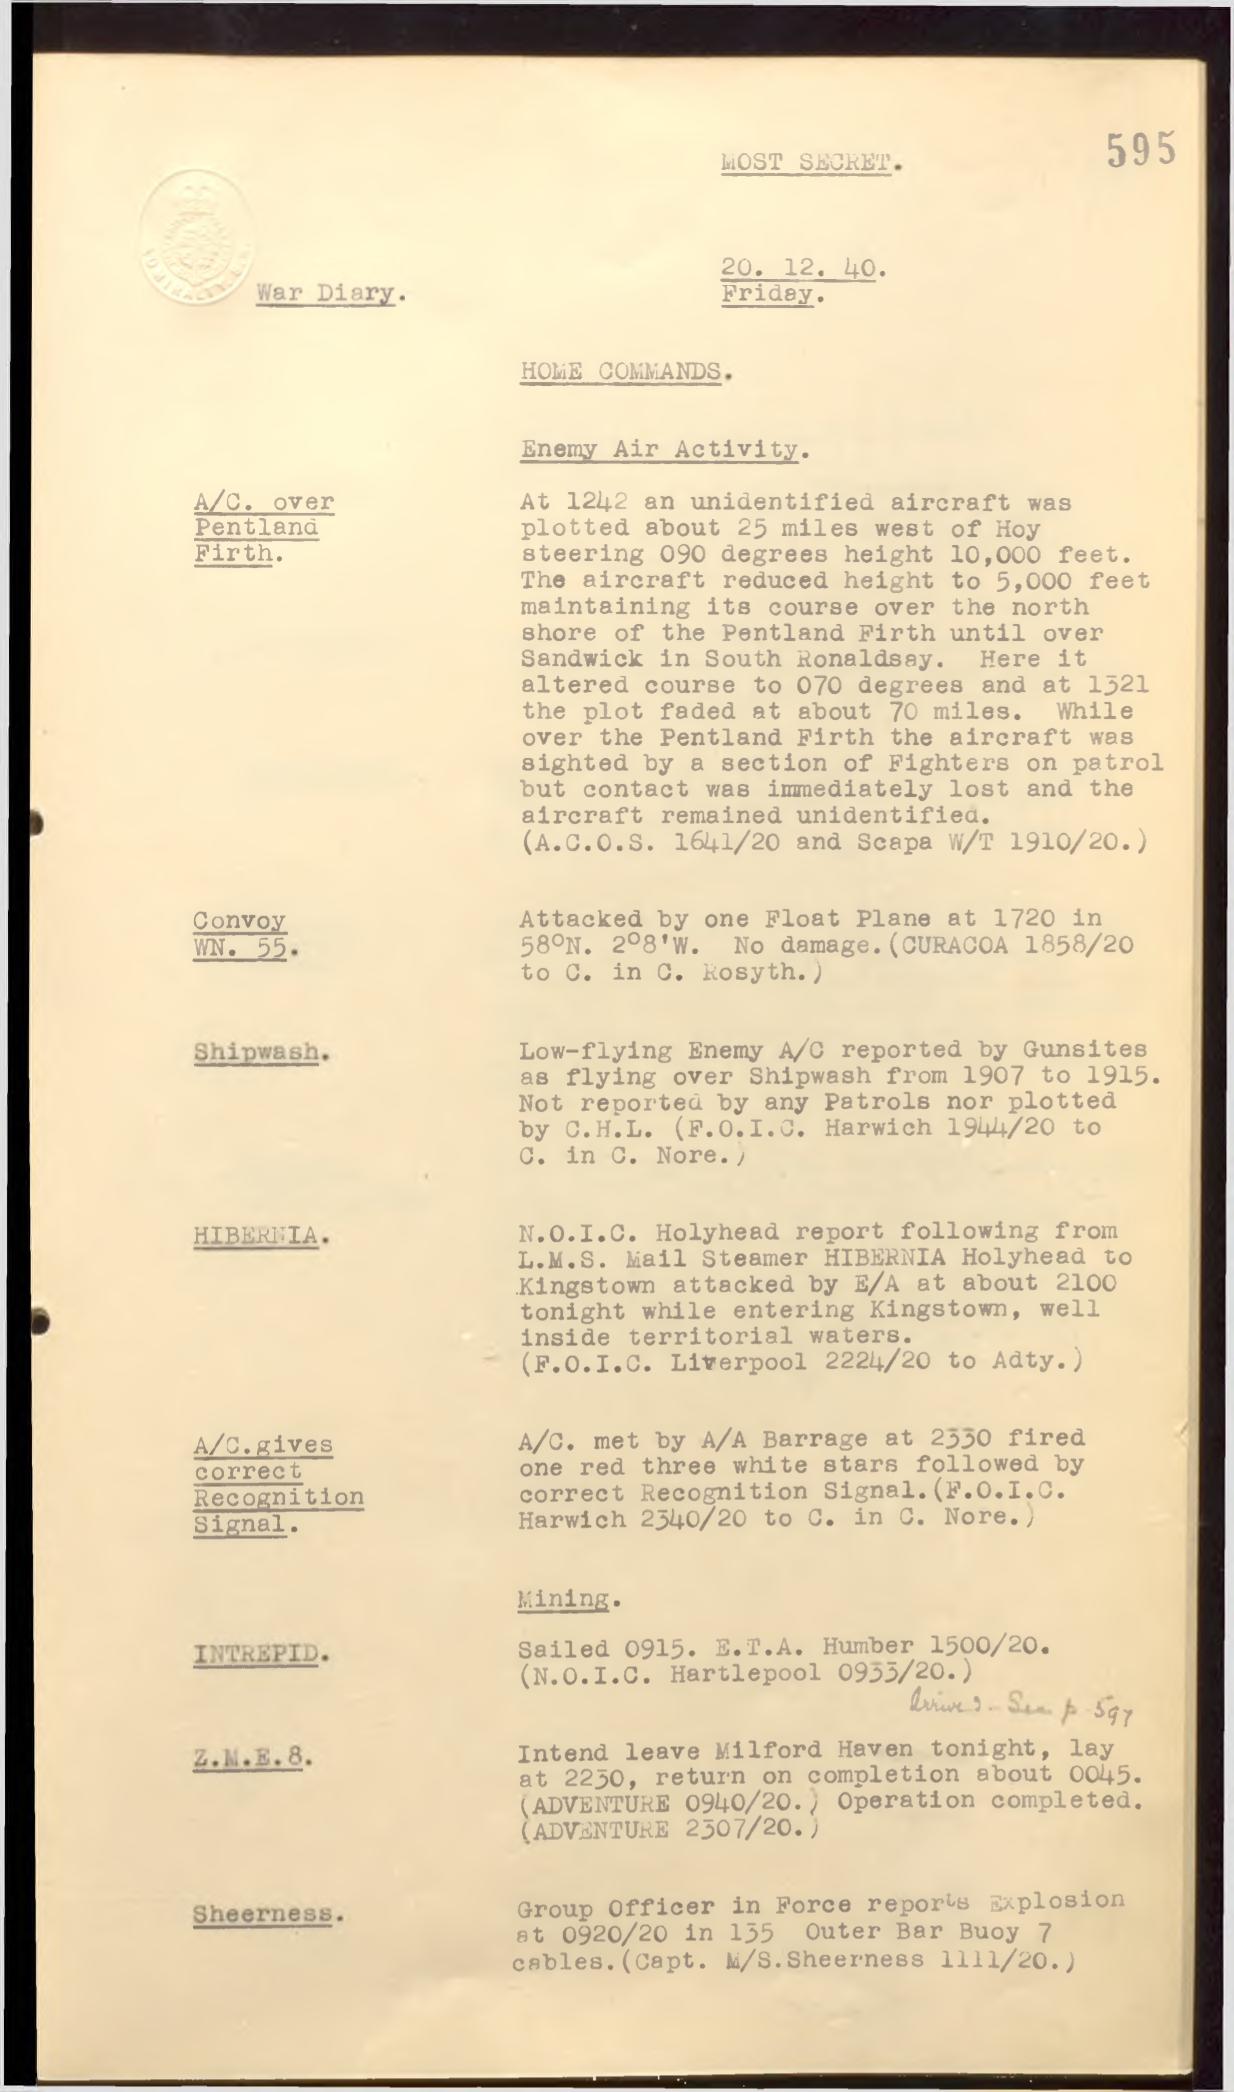 595
MOST SECRET.
War Diary.
20. 12. 40.
Friday.
HOME COMMANDS.
Enemy Air Activity.
A/C. over
Pentland
Firth.
At 1242 an unidentified aircraft was
plotted about 25 miles west of Hoy
steering 090 degrees height 10,000 feet.
The aircraft reduced height to 5,000 feet
maintaining its course over the north
shore of the Pentland Firth until over
Sandwick in South Ronaldsay. Here it
altered course to 070 degrees and at 1321
the plot faded at about 70 miles. While
over the Pentland Firth the aircraft was
sighted by a section of Fighters on patrol
but contact was immediately lost and the
aircraft remained unidentified.
(A.C.O.S. 1641/20 and Scapa W/T 1910/20.)
Convoy
WN. 55.
Attacked by one Float Plane at 1720 in
58°N. 2°8'W. No damage.(CURACOA 1858/20
to C. in C. Rosyth.)
Shipwash.
Low-flying Enemy A/C reported by Gunsites
as flying over Shipwash from 1907 to 1915.
Not reported by any Patrols nor plotted
by C.H.L. (F.O.I.C. Harwich 1944/20 to
C. in C. Nore.)
HIBERNIA.
N.O.I.C. Holyhead report following from
L.M.S. Mail Steamer HIBERNIA Holyhead to
Kingstown attacked by E/A at about 2100
tonight while entering Kingstown, well
inside territorial waters.
(F.O.I.C. Liverpool 2224/20 to Adty.)
A/C.gives
correct
Recognition
Signal.
A/C. met by A/A Barrage at 2330 fired
one red three white stars followed by
correct Recognition Signal.(F.O.I.C.
Harwich 2340/20 to C. in C. Nore.)
Mining.
INTREPID.
Sailed 0915. E.T.A. Humber 1500/20.
(N.O.I.C. Hartlepool 0933/20.)
Arrived - See p 597
Z.M.E.8.
Intend leave Milford Haven tonight, lay
at 2230, return on completion about 0045.
(ADVENTURE 0940/20.) Operation completed.
(ADVENTURE 2307/20.)
Sheerness.
Group Officer in Force reports Explosion
at 0920/20 in 135 Outer Bar Buoy 7
cables.(Capt. M/S.Sheerness 1111/20.)